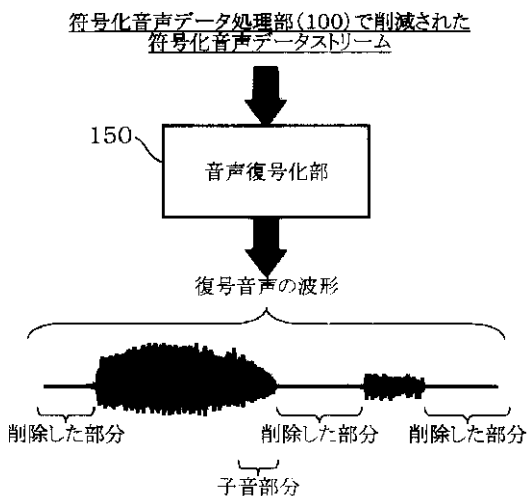 符号化音声データ処理部(100)で削減された
符号化音声データストリーム
150
音声復号化部
復号音声の波形
削除した部分 削除した部分 削除した部分
子音部分